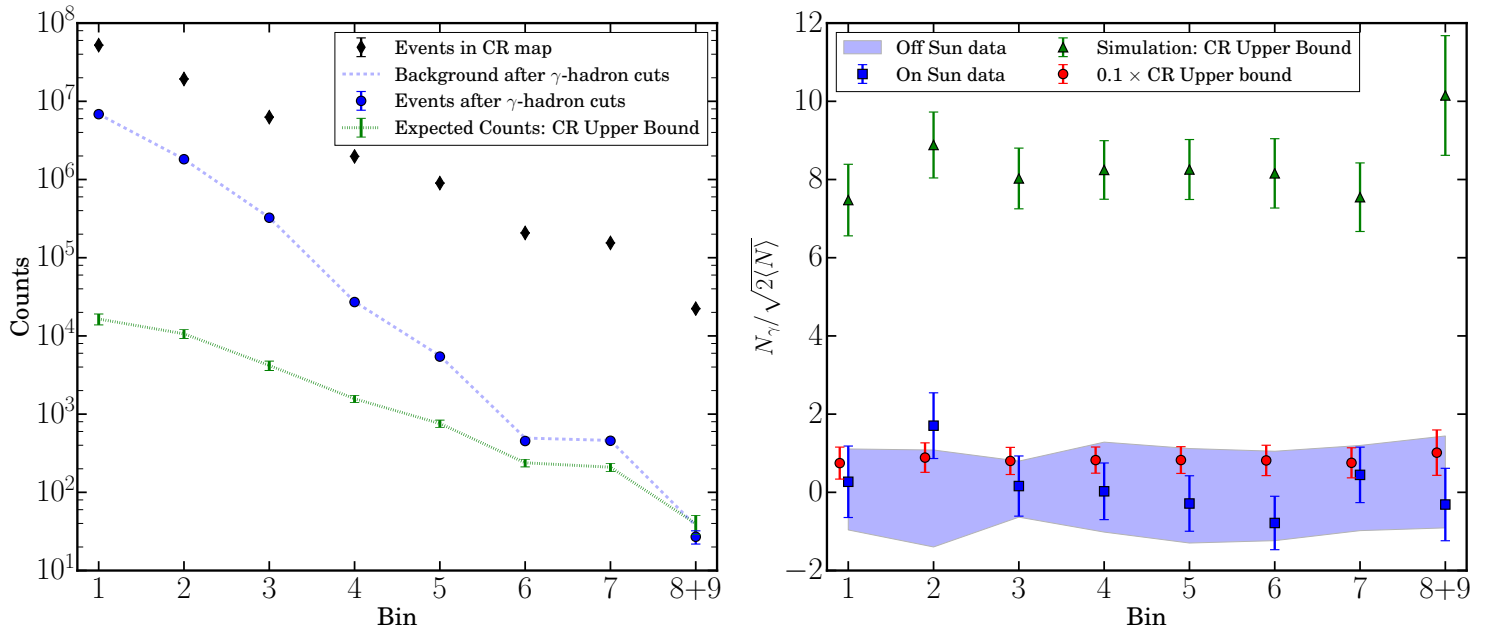 10^8
10^7
10^6
10^5
10^4
10^3
10^2
10^1
Counts
Events in CR map
Background after γ-hadron cuts
Events after γ-hadron cuts
Expected Counts: CR Upper Bound
1 2 3 4 5 6 7 8+9
Bin
12
10
8
6
4
2
0
−2
N_γ/√2⟨N⟩
Off Sun data
On Sun data
Simulation: CR Upper Bound
0.1 × CR Upper bound
1 2 3 4 5 6 7 8+9
Bin